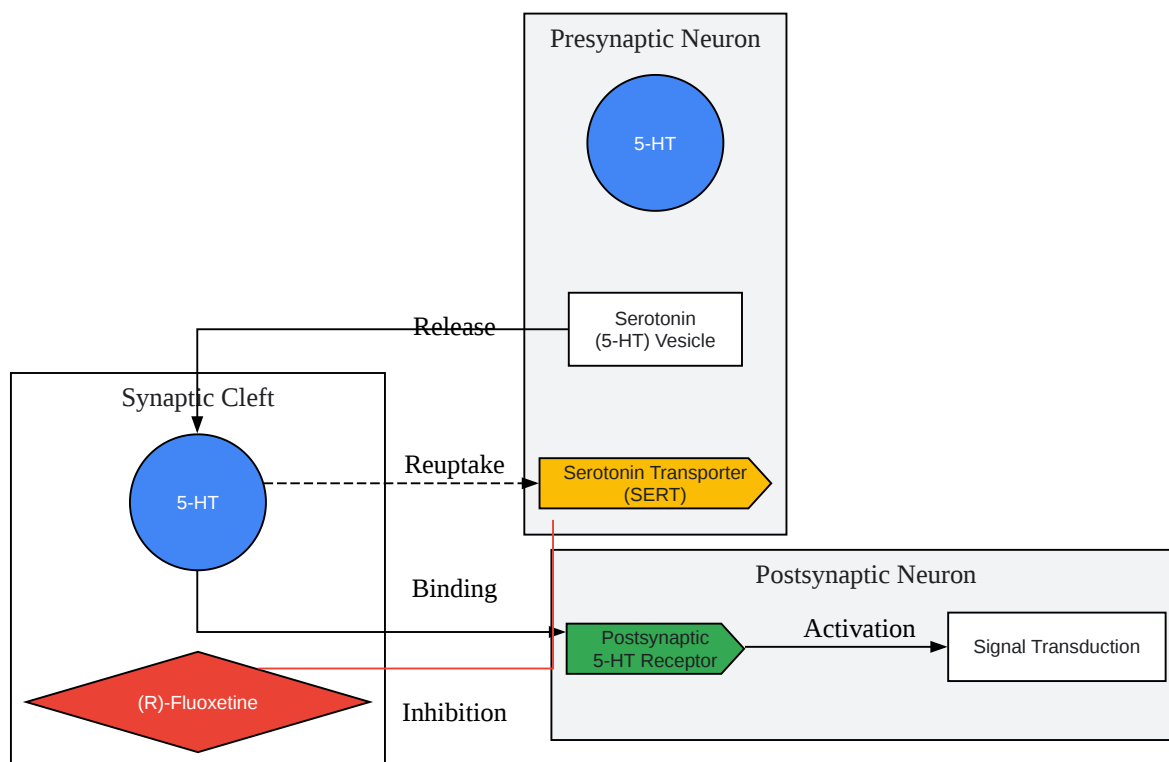 Presynaptic Neuron
5-HT
Serotonin
(5-HT) Vesicle
Release
Synaptic Cleft
5-HT
Reuptake
Serotonin Transporter
(SERT)
Binding
Postsynaptic Neuron
Postsynaptic
5-HT Receptor
Activation
Signal Transduction
(R)-Fluoxetine
Inhibition